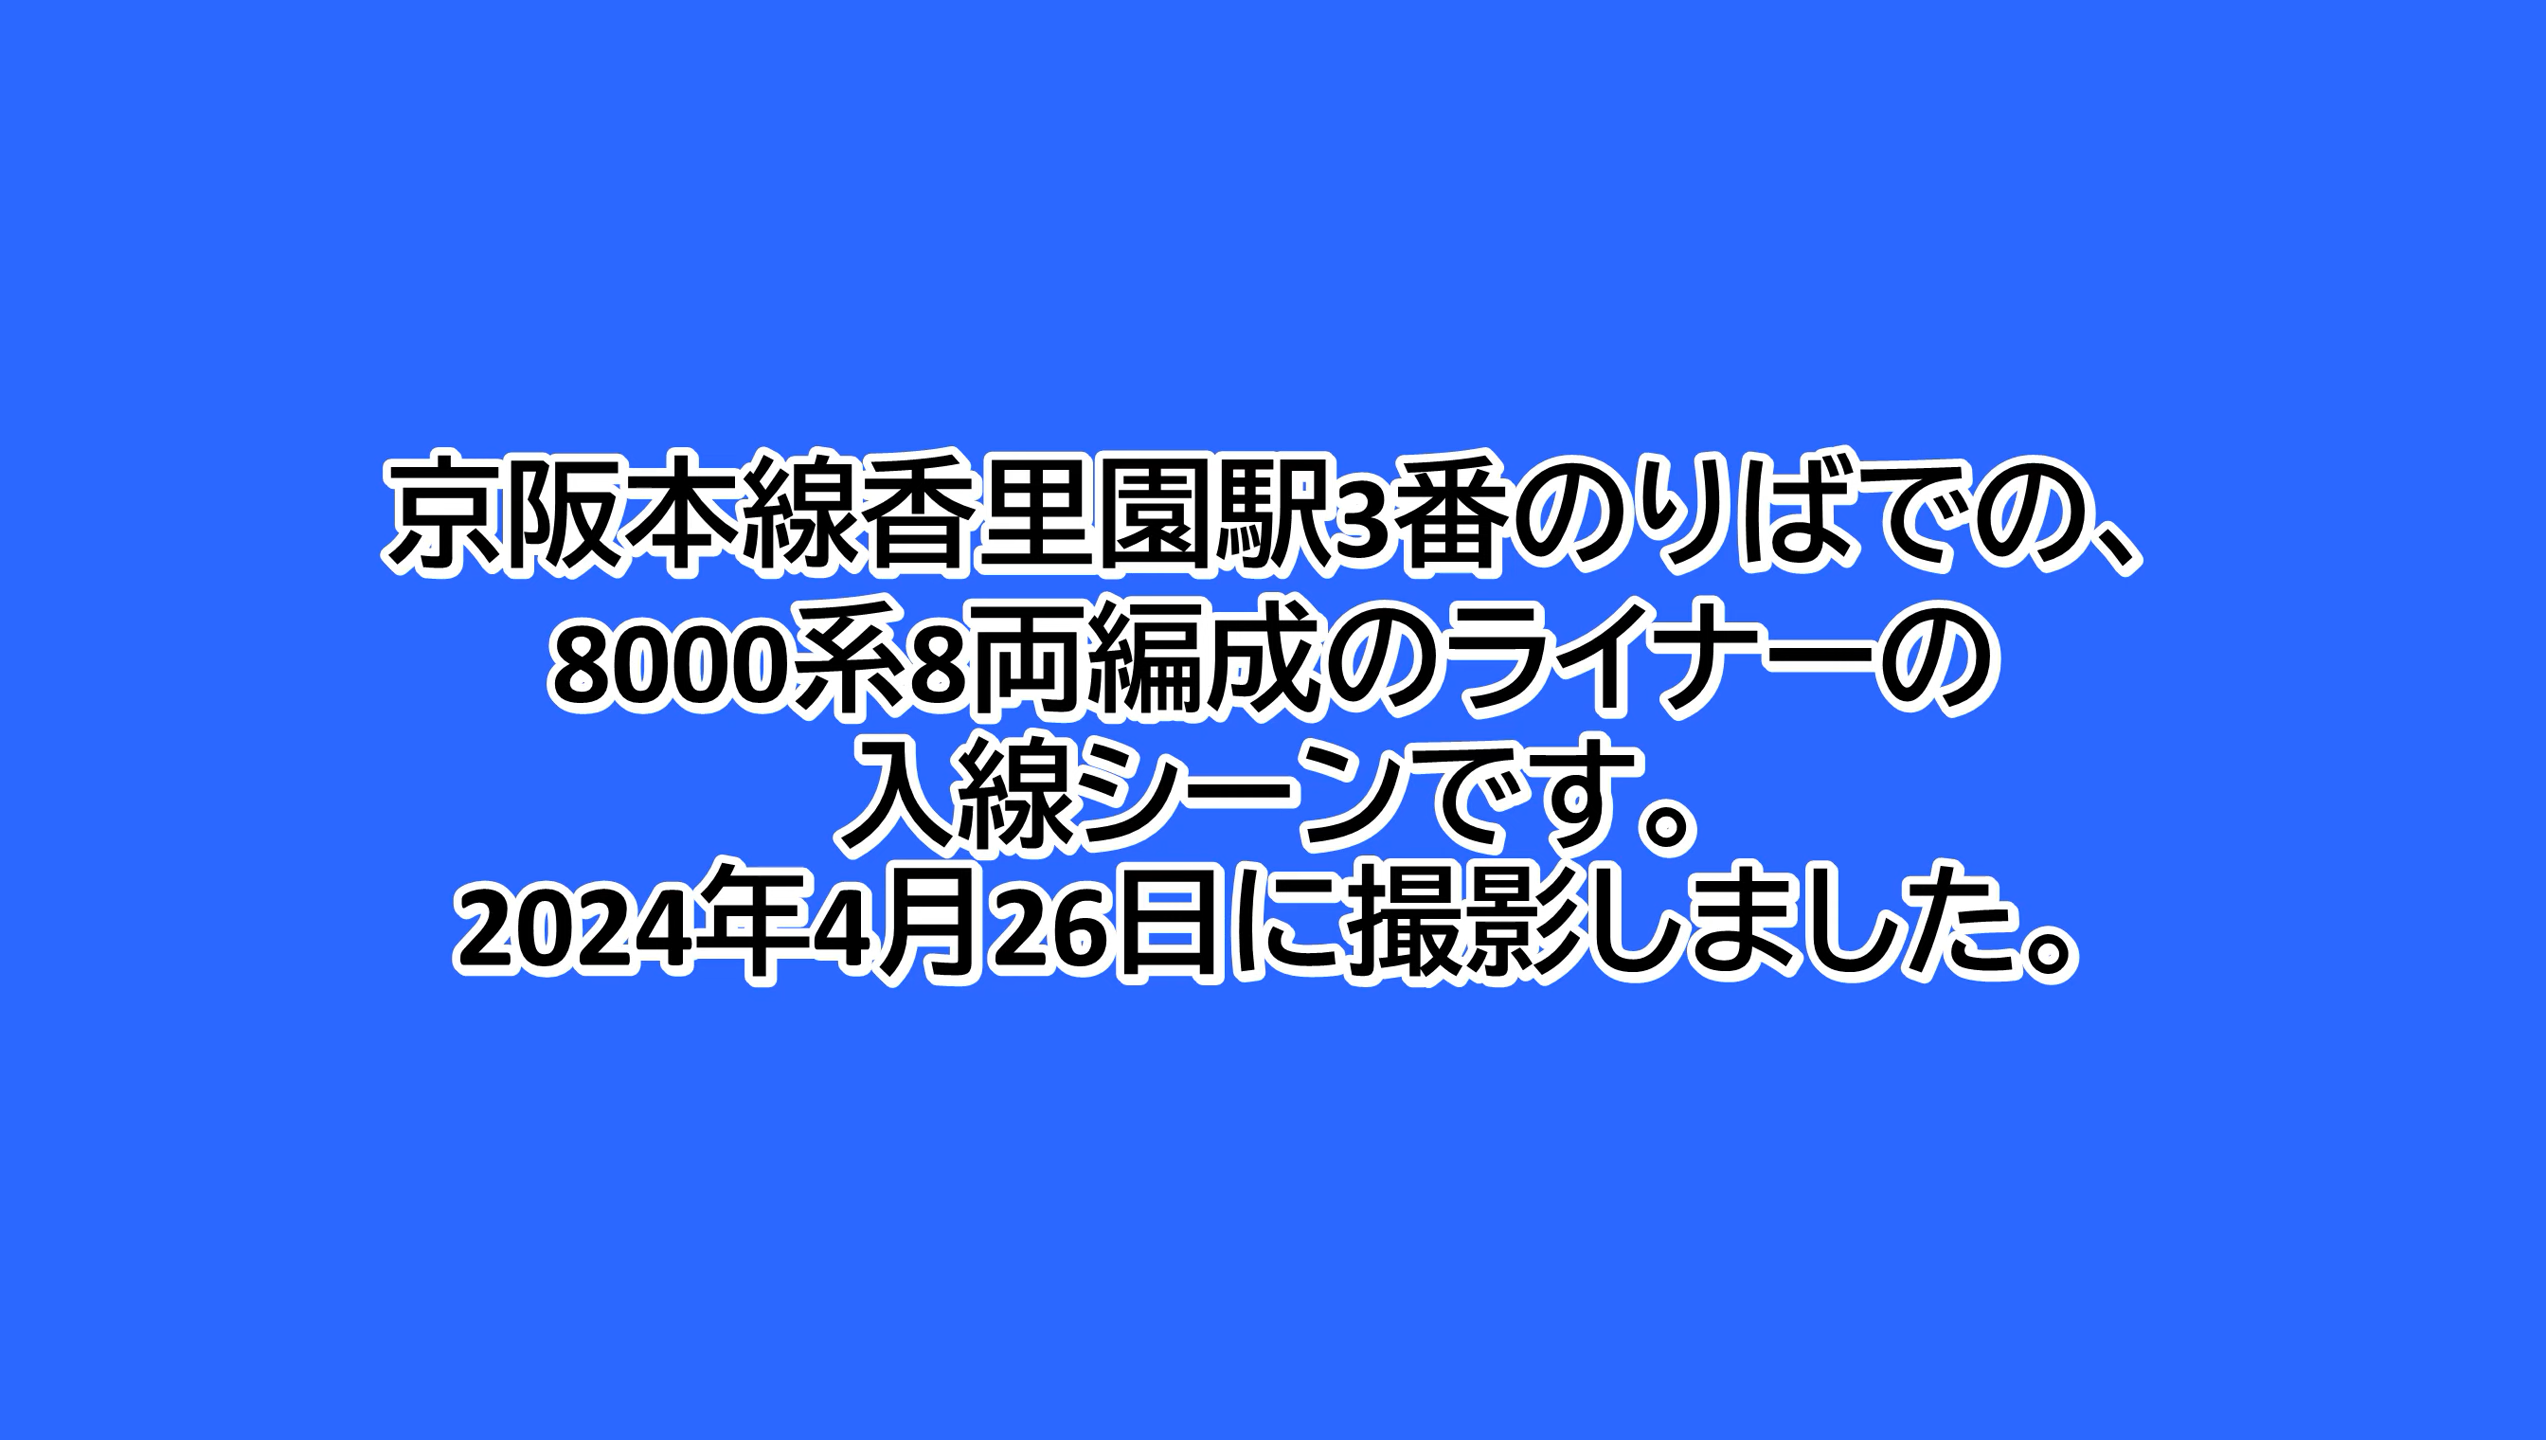 京阪本線香里園駅3番のりばでの、
8000系8両編成のライナーの
入線シーンです。
2024年4月26日に撮影しました。